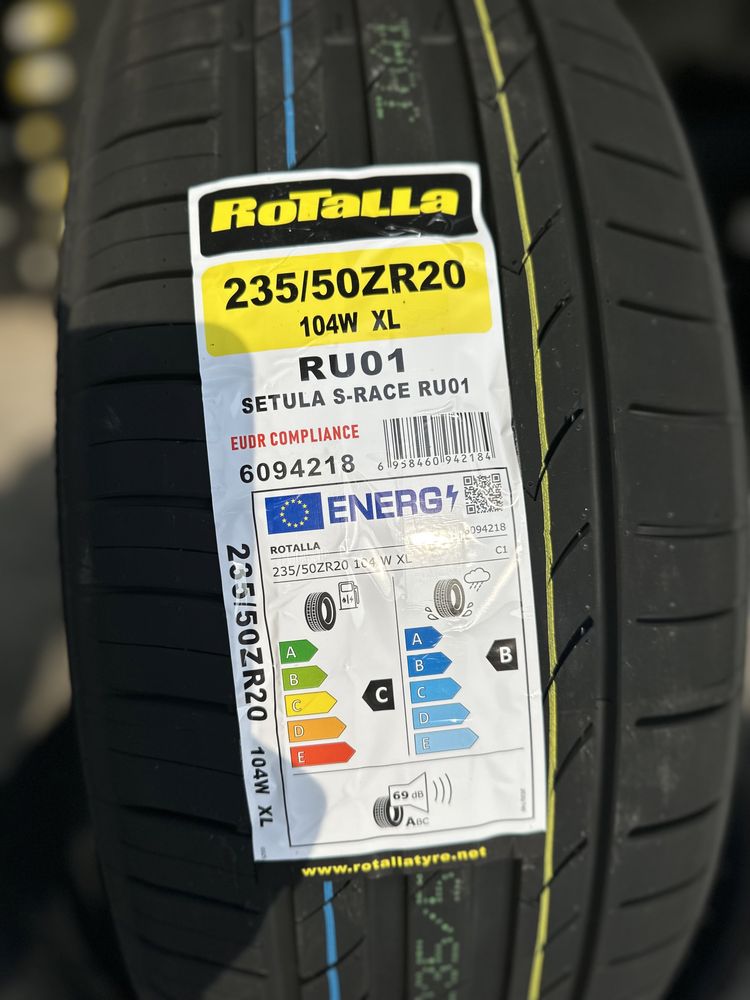 RoTaLLa
235/50ZR20
104W XL
RU01
SETULA S-RACE RU01
EUDR COMPLIANCE
6094218
6 958460 942184
ENERG
6094218
ROTALLA
235/50ZR20 104 W XL
C1
A
B
C
D
E
C
A
B
C
D
E
B
69 dB
ABC
235/50ZR20 104W XL
www.rotallatyre.net